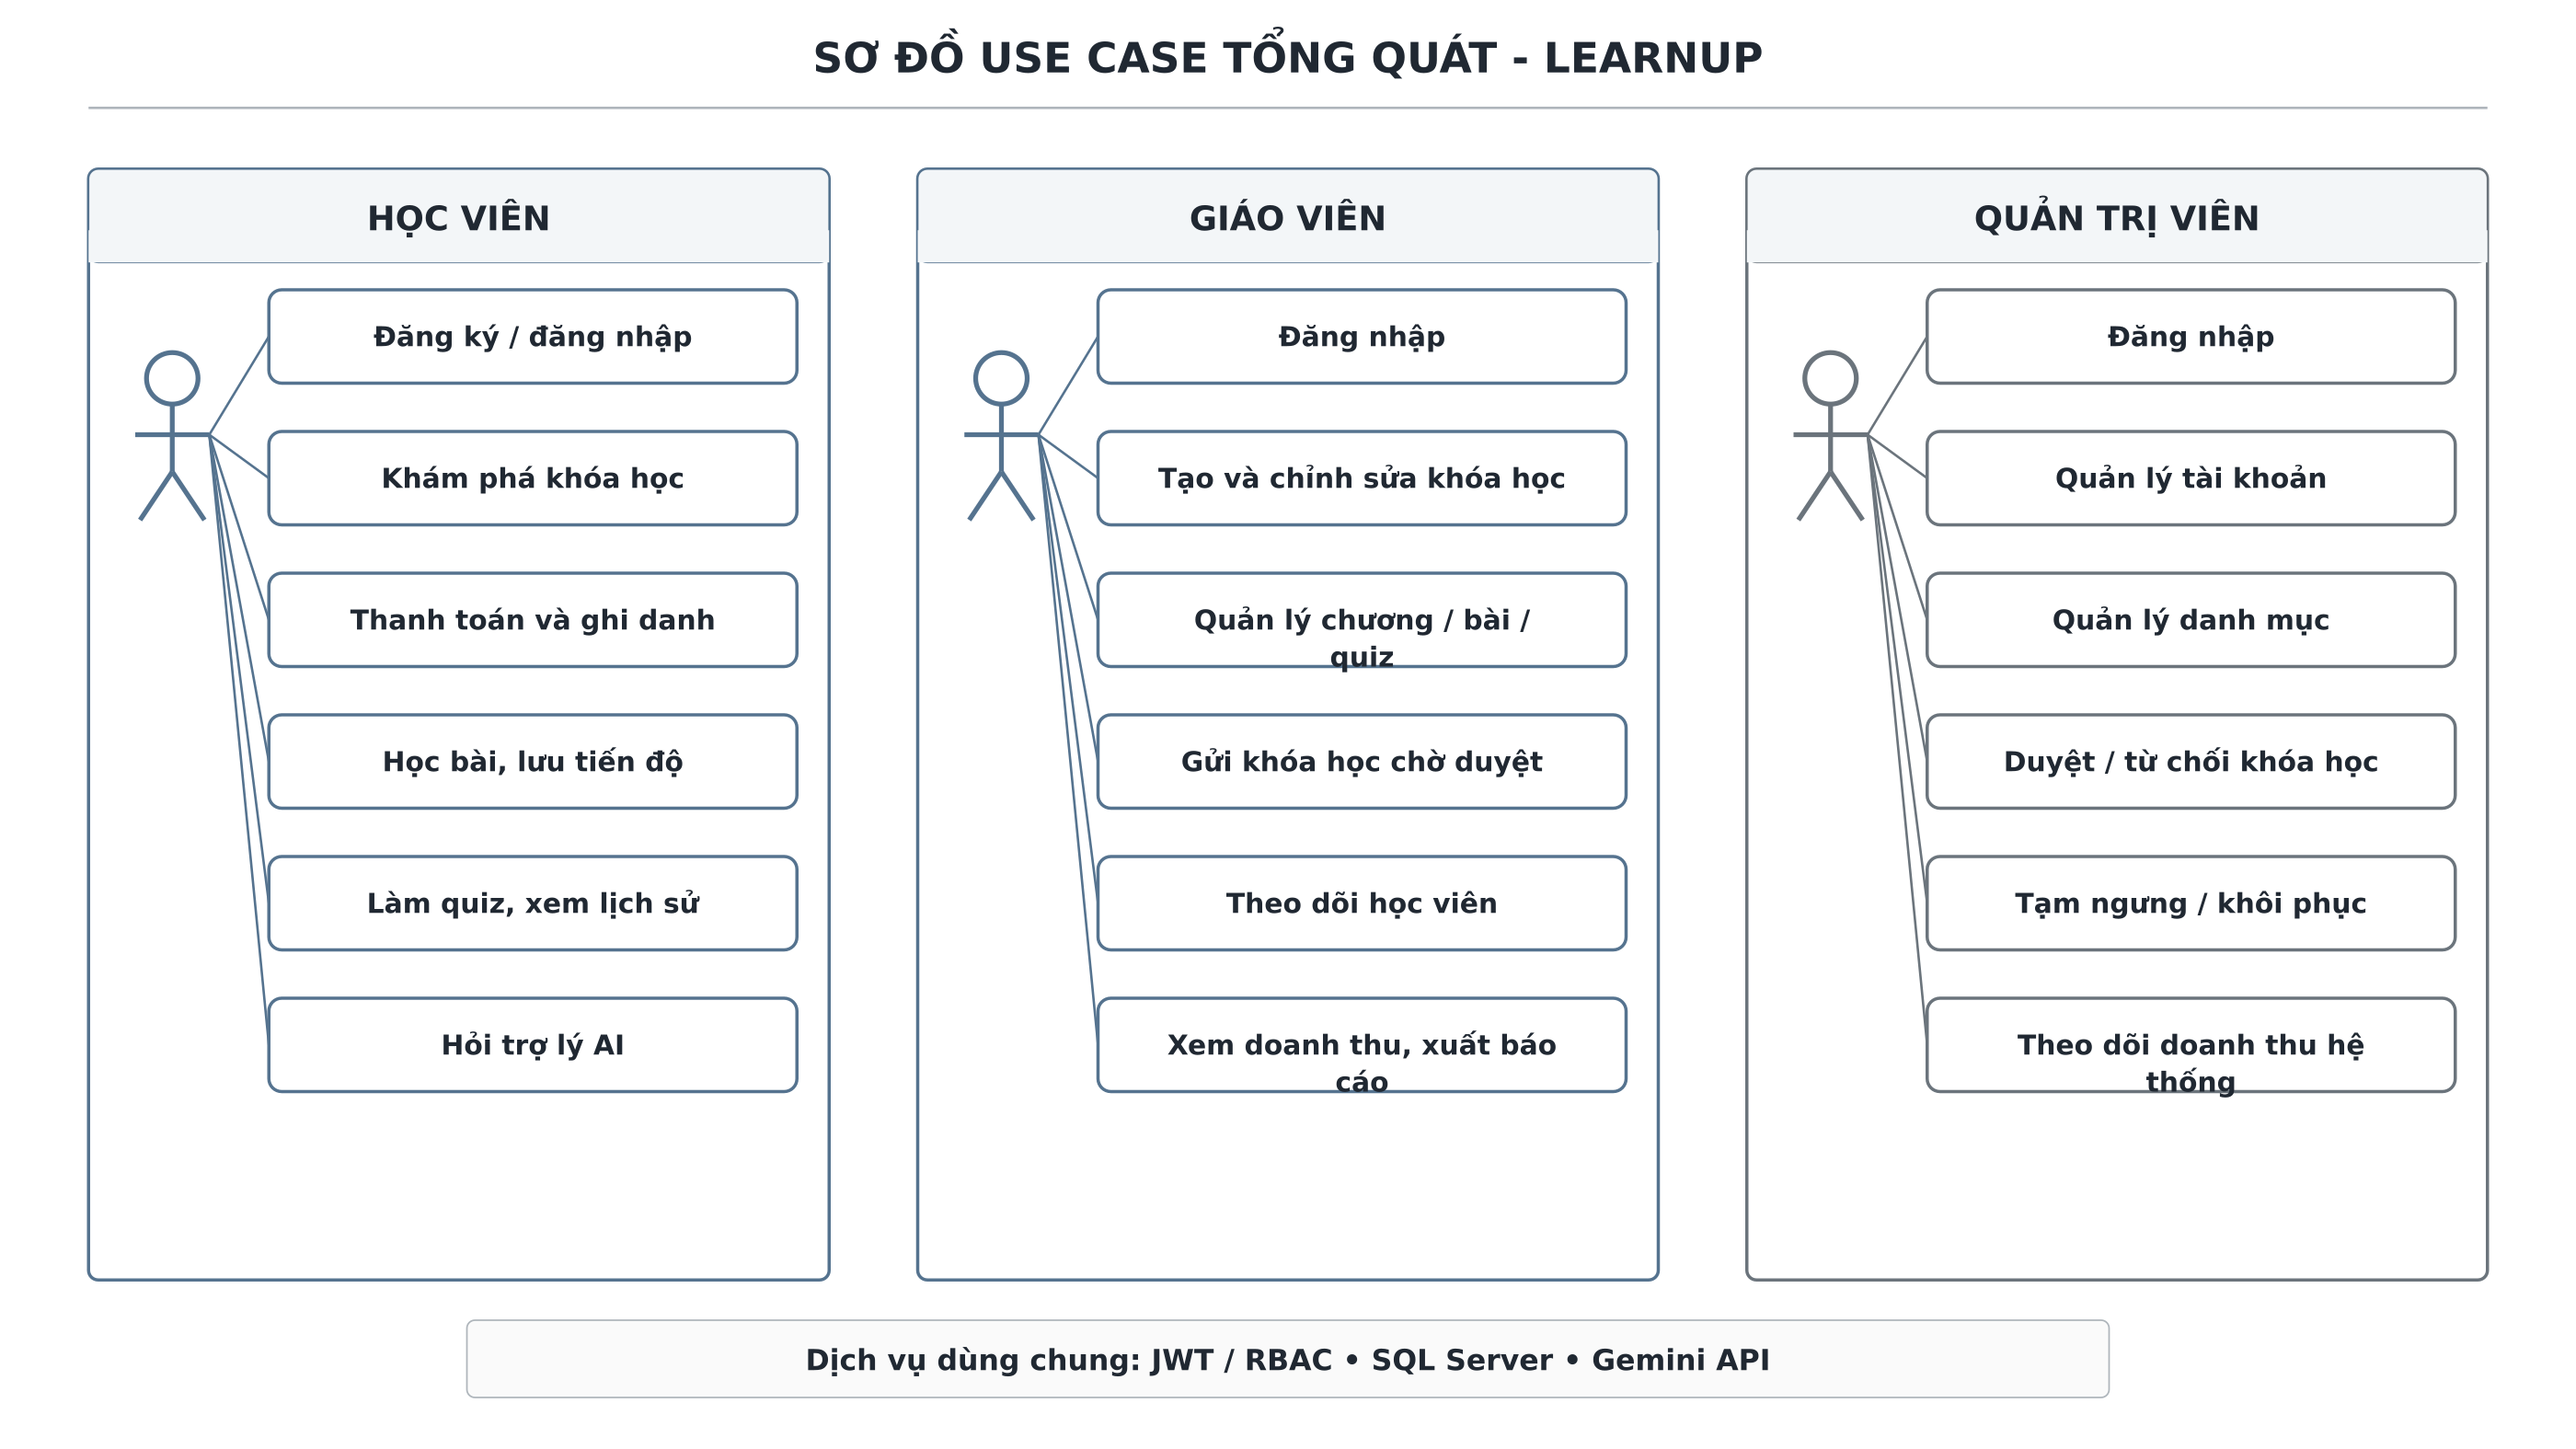 SƠ ĐỒ USE CASE TỔNG QUÁT - LEARNUP
HỌC VIÊN
Đăng ký / đăng nhập
Khám phá khóa học
Thanh toán và ghi danh
Học bài, lưu tiến độ
Làm quiz, xem lịch sử
Hỏi trợ lý AI
GIÁO VIÊN
Đăng nhập
Tạo và chỉnh sửa khóa học
Quản lý chương / bài /
quiz
Gửi khóa học chờ duyệt
Theo dõi học viên
Xem doanh thu, xuất báo
cáo
QUẢN TRỊ VIÊN
Đăng nhập
Quản lý tài khoản
Quản lý danh mục
Duyệt / từ chối khóa học
Tạm ngưng / khôi phục
Theo dõi doanh thu hệ
thống
Dịch vụ dùng chung: JWT / RBAC • SQL Server • Gemini API